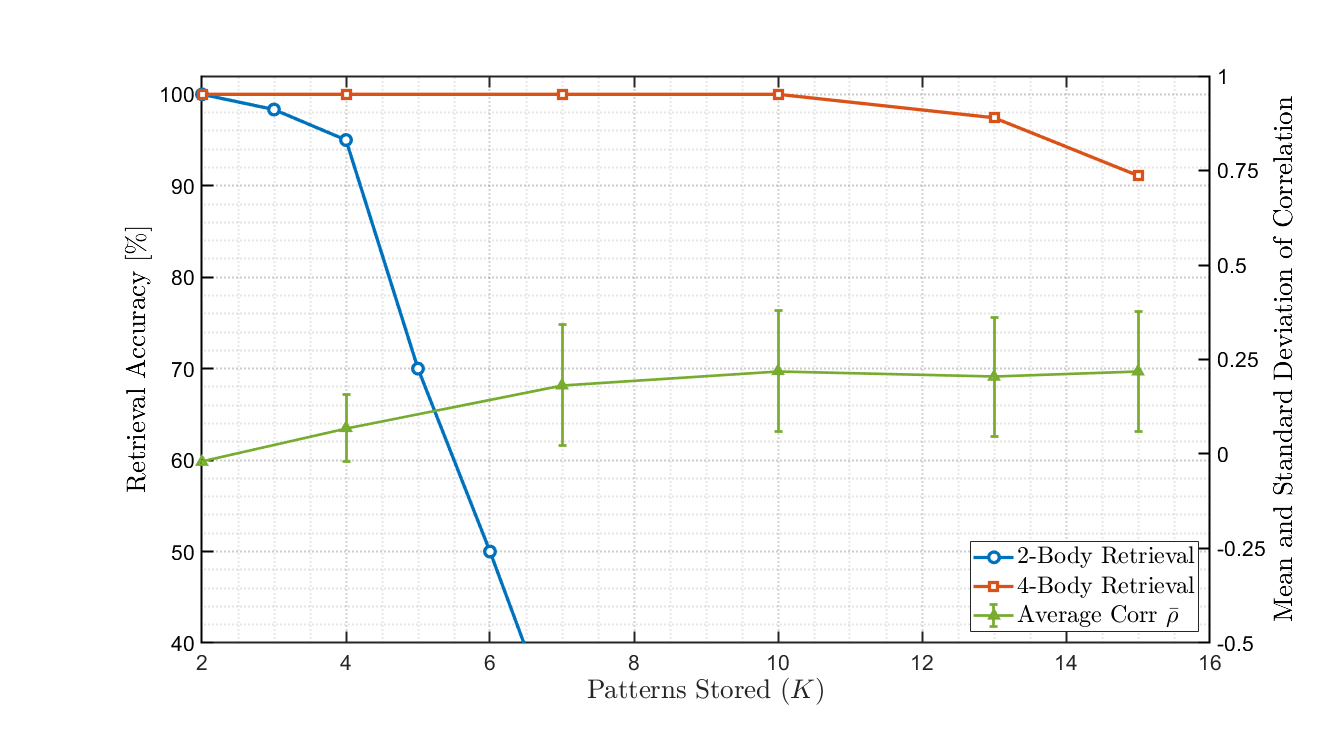 100
90
80
70
60
50
40
Retrieval Accuracy [%]
1
0.75
0.5
0.25
0
-0.25
-0.5
Mean and Standard Deviation of Correlation
2-Body Retrieval
4-Body Retrieval
Average Corr ρ̄
2 4 6 8 10 12 14 16
Patterns Stored (K)